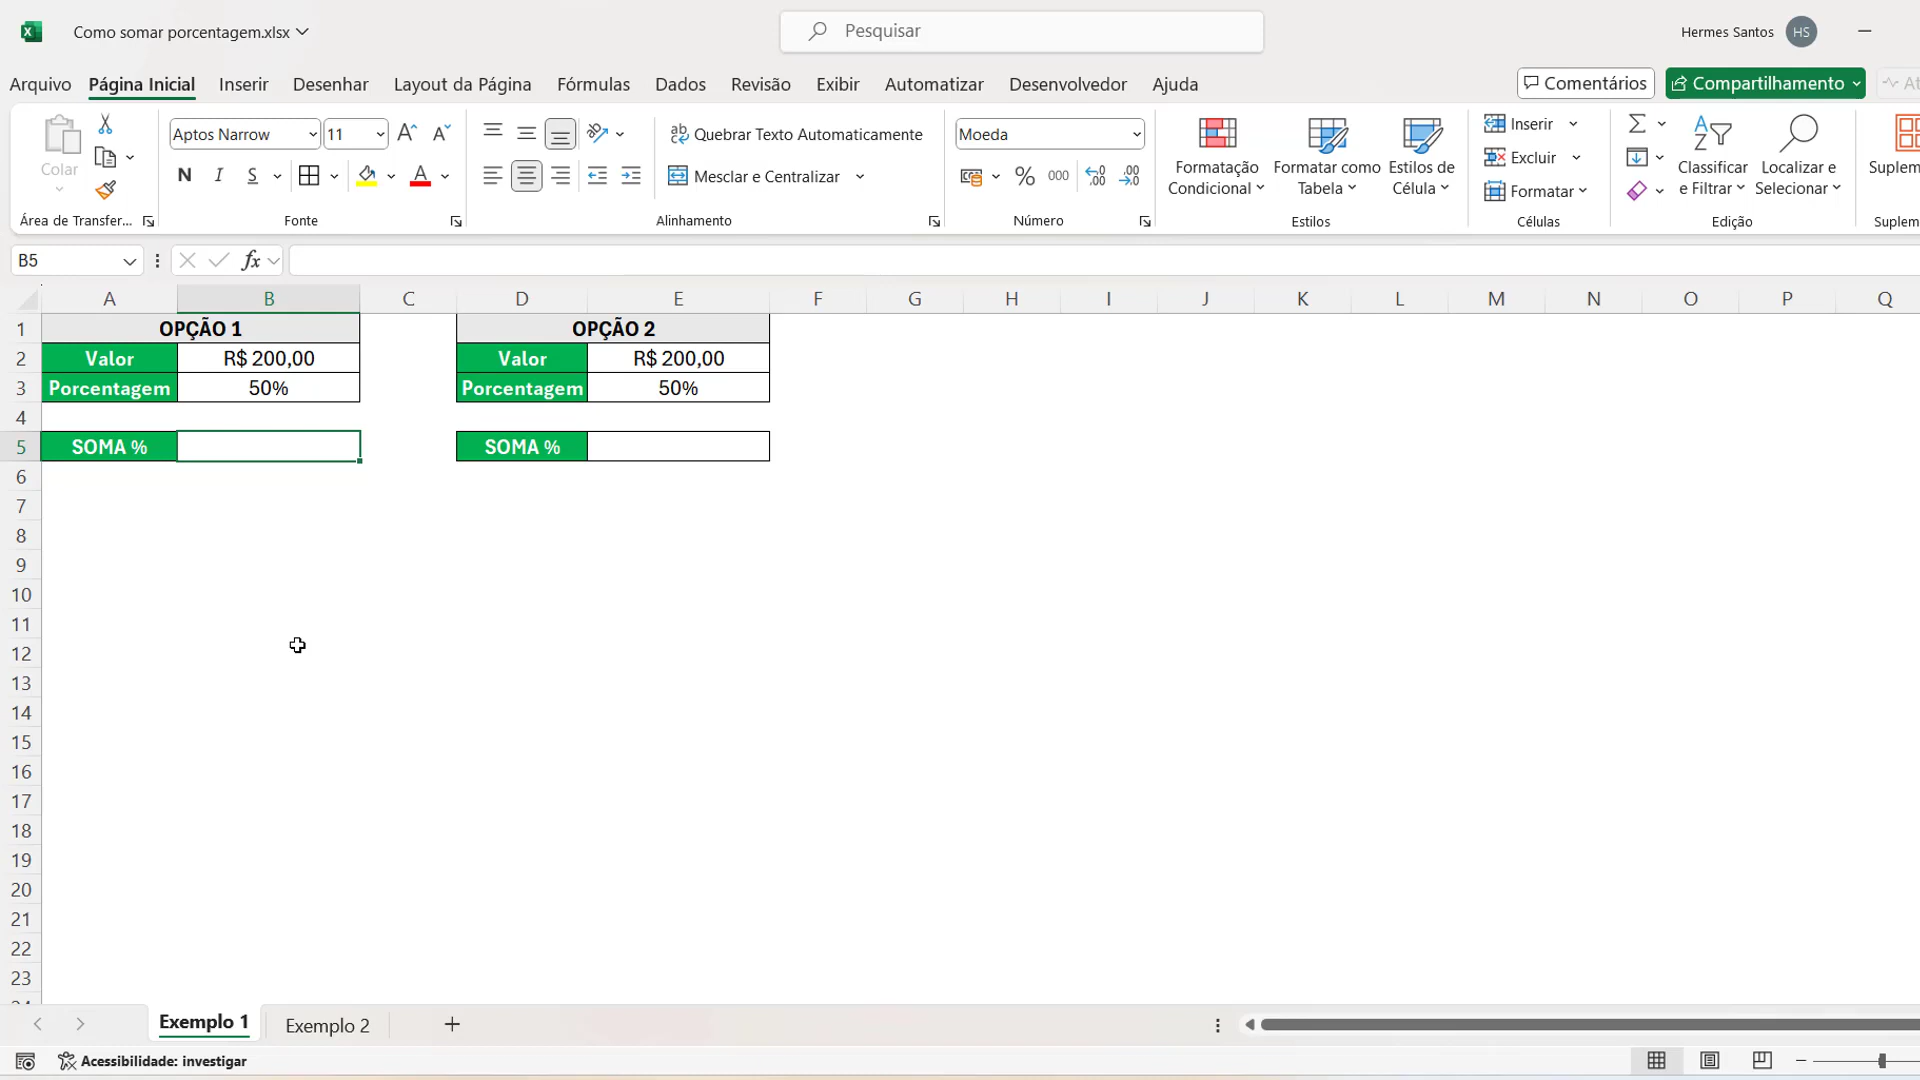 Como somar porcentagem.xlsx
Pesquisar
Hermes Santos
HS
Arquivo Página Inicial Inserir Desenhar Layout da Página Fórmulas Dados Revisão Exibir Automatizar Desenvolvedor Ajuda
Comentários
Compartilhamento
At
Colar
Área de Transfer...
Aptos Narrow
11
N I S
Fonte
Quebrar Texto Automaticamente
Mesclar e Centralizar
Alinhamento
Moeda
% 000
Número
Formatação Condicional
Formatar como Tabela
Estilos de Célula
Estilos
Inserir
Excluir
Formatar
Células
Classificar e Filtrar
Localizar e Selecionar
Edição
Suplem
Suplem
B5
fx
A B C D E F G H I J K L M N O P Q
1 OPÇÃO 1 OPÇÃO 2
2 Valor R$ 200,00 Valor R$ 200,00
3 Porcentagem 50% Porcentagem 50%
4
5 SOMA % SOMA %
6
7
8
9
10
11
12
13
14
15
16
17
18
19
20
21
22
23
Exemplo 1 Exemplo 2
Acessibilidade: investigar